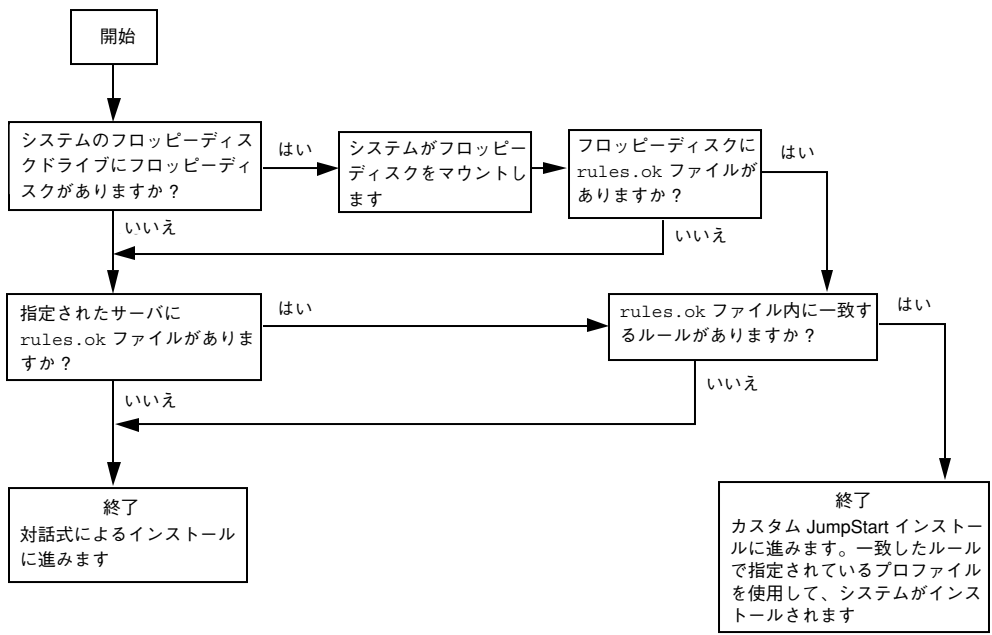 開始
システムのフロッピーディス
クドライブにフロッピーディ
スクがありますか？
はい
システムがフロッピー
ディスクをマウントし
ます
フロッピーディスクに
rules.ok ファイルが
ありますか？
はい
いいえ
いいえ
指定されたサーバに
rules.ok ファイルがありま
すか？
はい
rules.ok ファイル内に一致す
るルールがありますか？
はい
いいえ
いいえ
終了
対話式によるインストール
に進みます
終了
カスタム JumpStart インストー
ルに進みます。一致したルール
で指定されているプロファイル
を使用して、システムがインス
トールされます